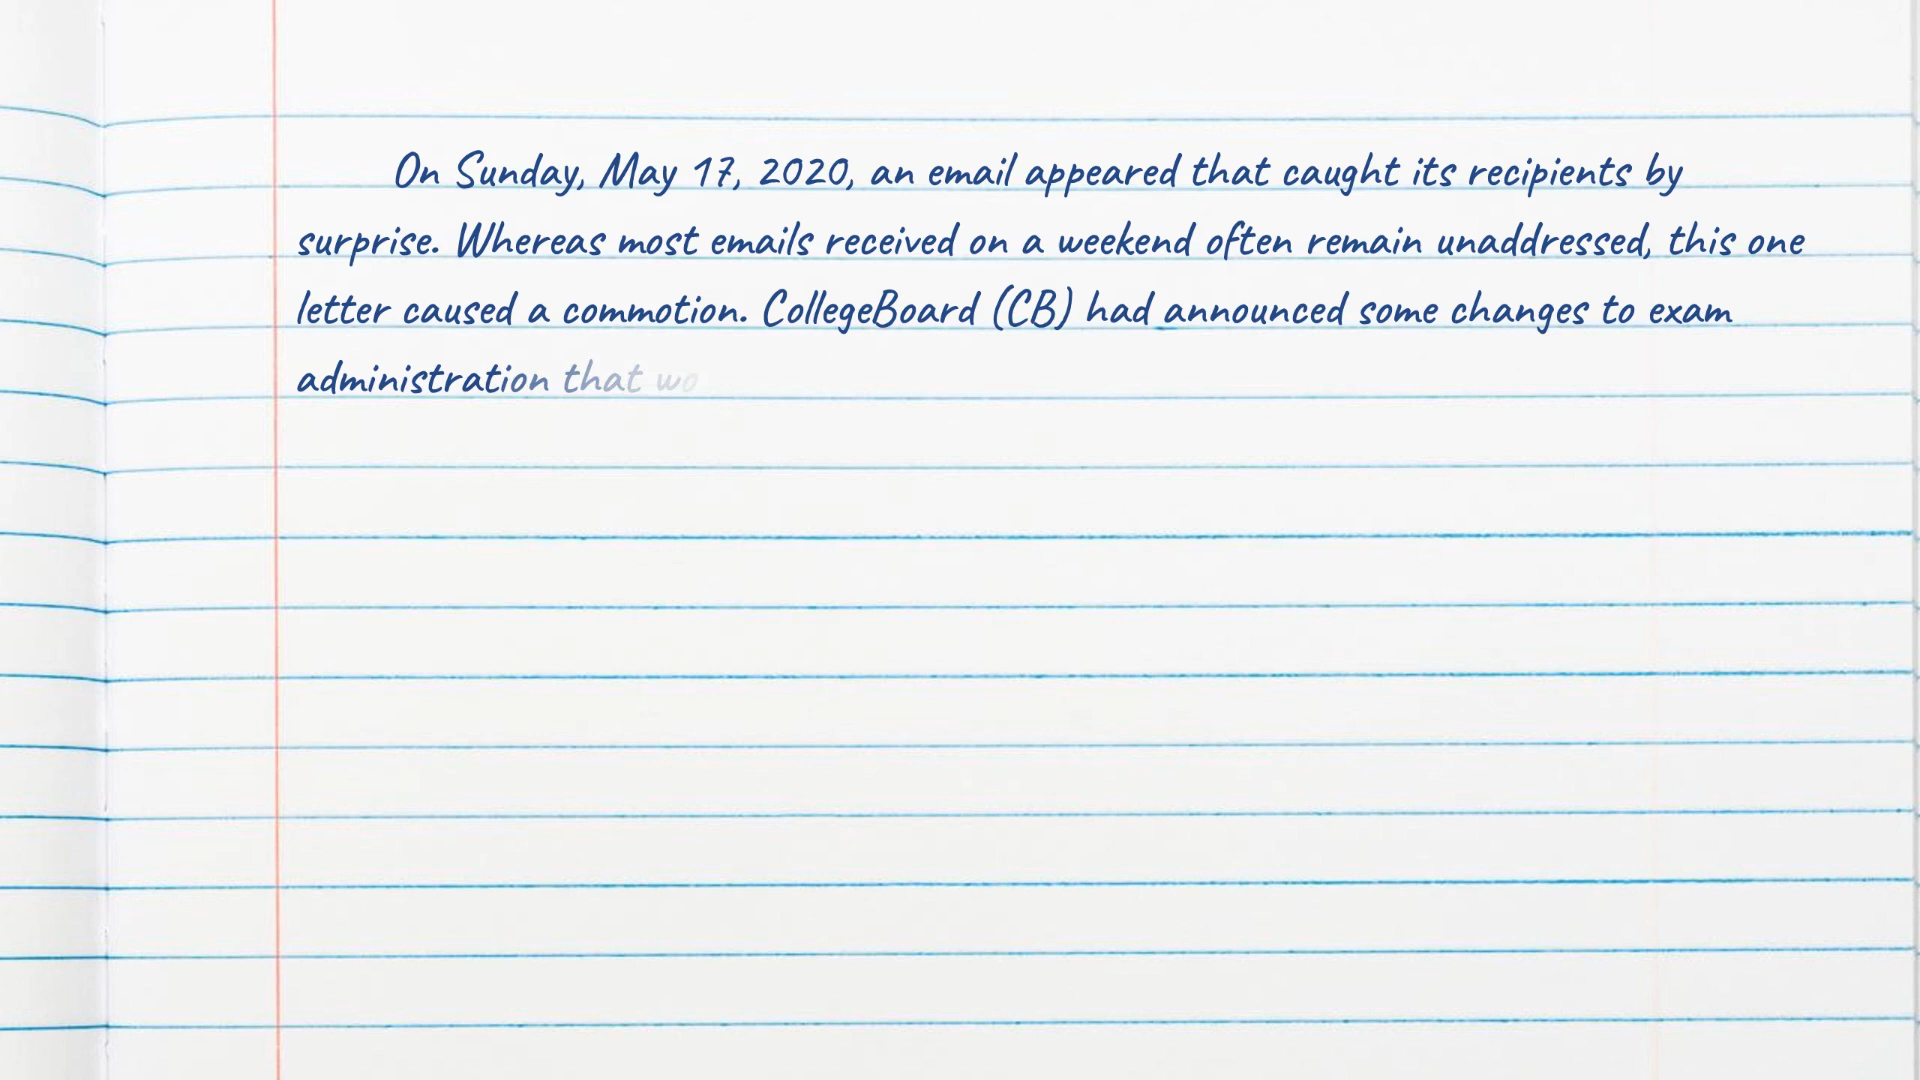 On Sunday, May 17, 2020, an email appeared that caught its recipients by
surprise. Whereas most emails received on a weekend often remain unaddressed, this one
letter caused a commotion. CollegeBoard (CB) had announced some changes to exam
administration that wo